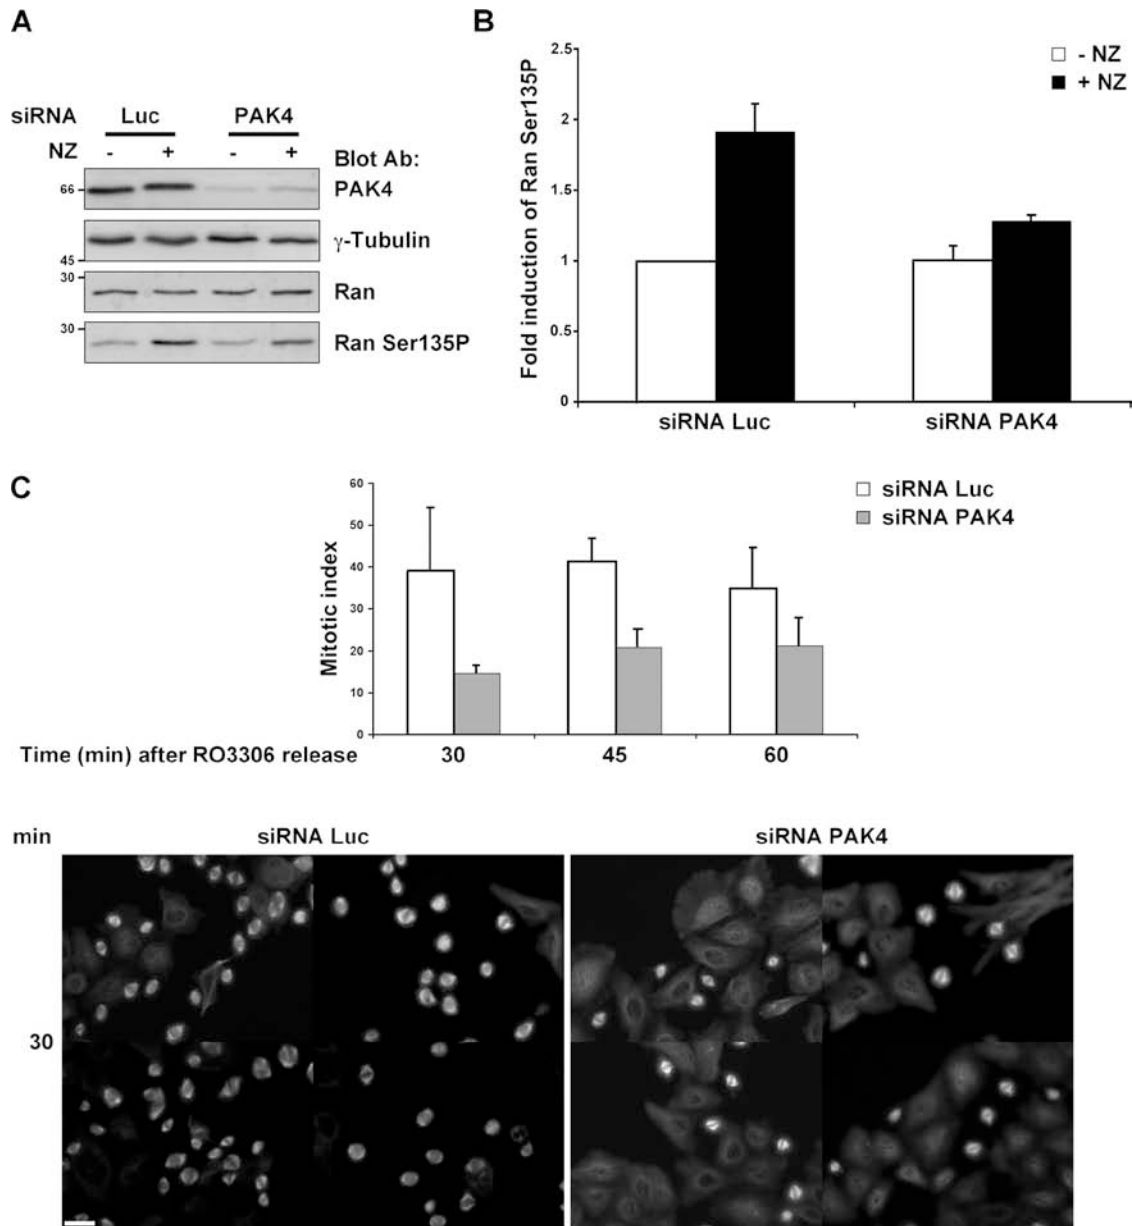 A
siRNA Luc PAK4
NZ - + - + Blot Ab:
66 PAK4
γ-Tubulin
45
30 Ran
30 Ran Ser135P
B
Fold induction of Ran Ser135P
2.5
2
1.5
1
0.5
0
- NZ
+ NZ
siRNA Luc siRNA PAK4
C
Mitotic index
60
50
40
30
20
10
0
siRNA Luc
siRNA PAK4
Time (min) after RO3306 release 30 45 60
min siRNA Luc siRNA PAK4
30